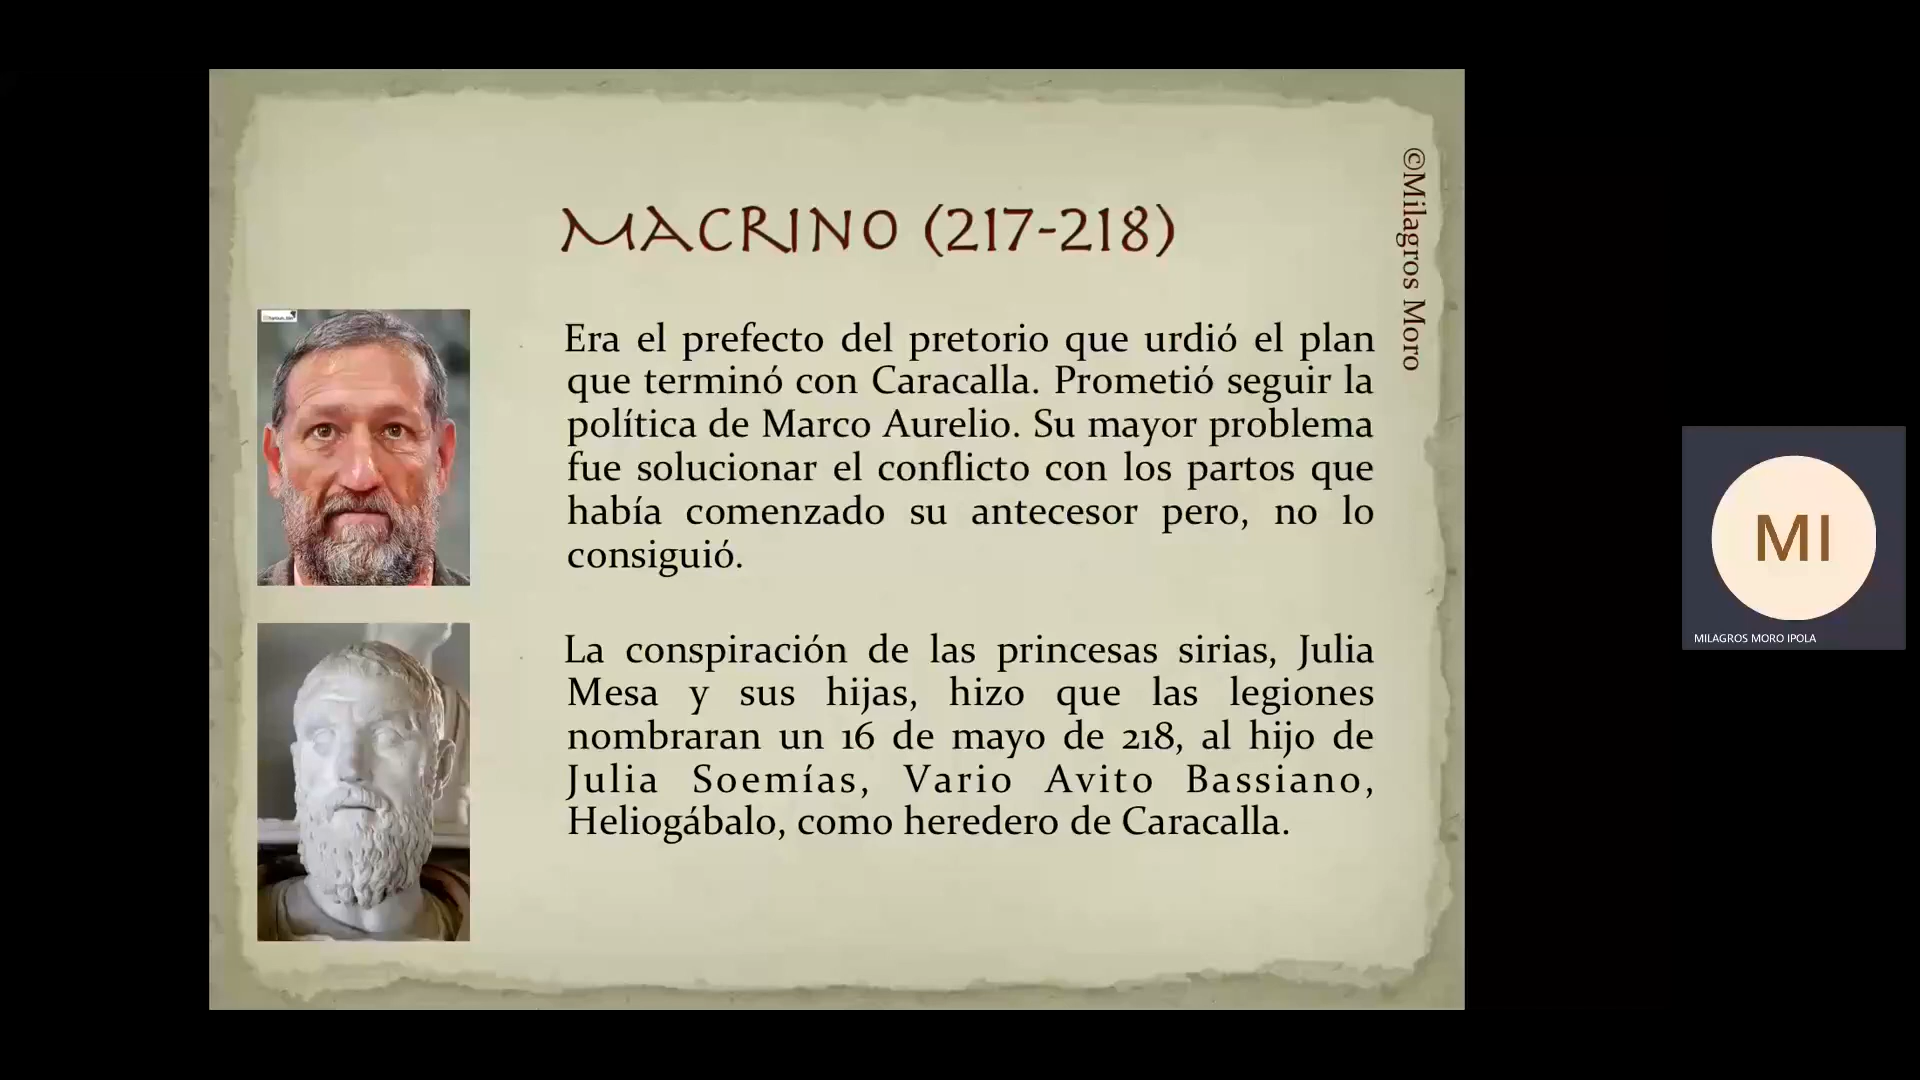 MACRINO (217-218)
©Milagros Moro
Era el prefecto del pretorio que urdió el plan
que terminó con Caracalla. Prometió seguir la
política de Marco Aurelio. Su mayor problema
fue solucionar el conflicto con los partos que
había comenzado su antecesor pero, no lo
consiguió.
La conspiración de las princesas sirias, Julia
Mesa y sus hijas, hizo que las legiones
nombraran un 16 de mayo de 218, al hijo de
Julia Soemías, Vario Avito Bassiano,
Heliogábalo, como heredero de Caracalla.
MI
MILAGROS MORO IPOLA